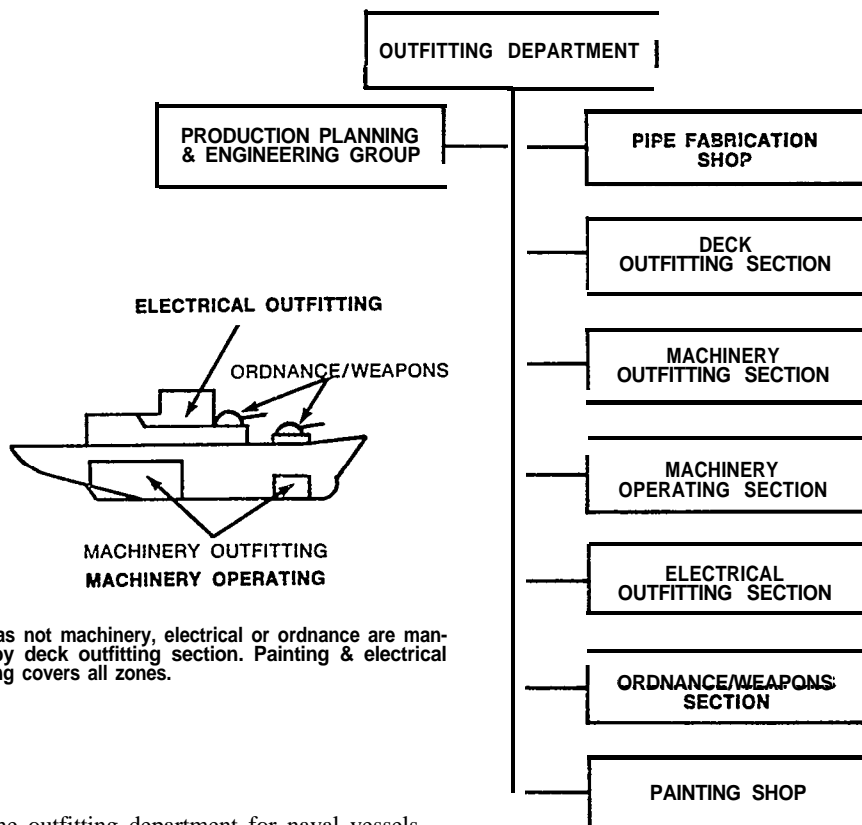 OUTFITTING DEPARTMENT
PRODUCTION PLANNING
& ENGINEERING GROUP
PIPE FABRICATION
SHOP
DECK
OUTFITTING SECTION
MACHINERY
OUTFITTING SECTION
MACHINERY
OPERATING SECTION
ELECTRICAL
OUTFITTING SECTION
ORDNANCE/WEAPONS
SECTION
PAINTING SHOP
ELECTRICAL OUTFITTING
ORDNANCE/WEAPONS
MACHINERY OUTFITTING
MACHINERY OPERATING
as not machinery, electrical or ordnance are man-
by deck outfitting section. Painting & electrical
ng covers all zones.
outfitting department for naval vessels